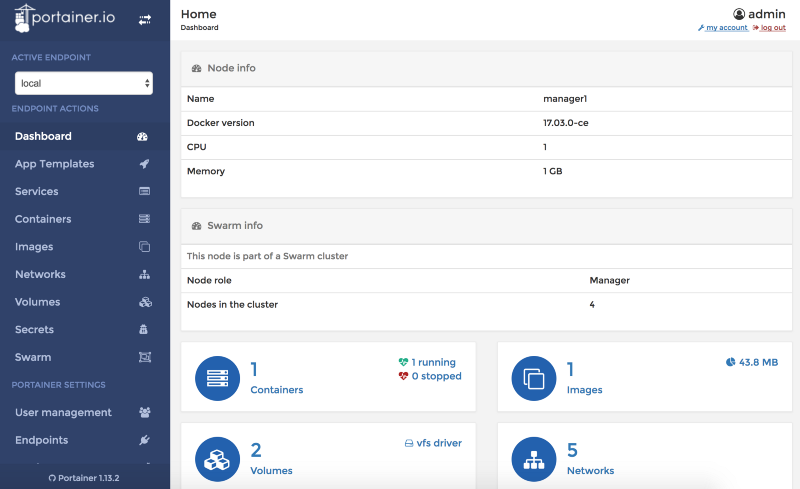 portainer.io
ACTIVE ENDPOINT
local
ENDPOINT ACTIONS
Dashboard
App Templates
Services
Containers
Images
Networks
Volumes
Secrets
Swarm
PORTAINER SETTINGS
User management
Endpoints
Portainer 1.13.2
Home
Dashboard
admin
my account log out
Node info
Name manager1
Docker version 17.03.0-ce
CPU 1
Memory 1 GB
Swarm info
This node is part of a Swarm cluster
Node role Manager
Nodes in the cluster 4
1
Containers
1 running
0 stopped
1
Images
43.8 MB
2
Volumes
vfs driver
5
Networks